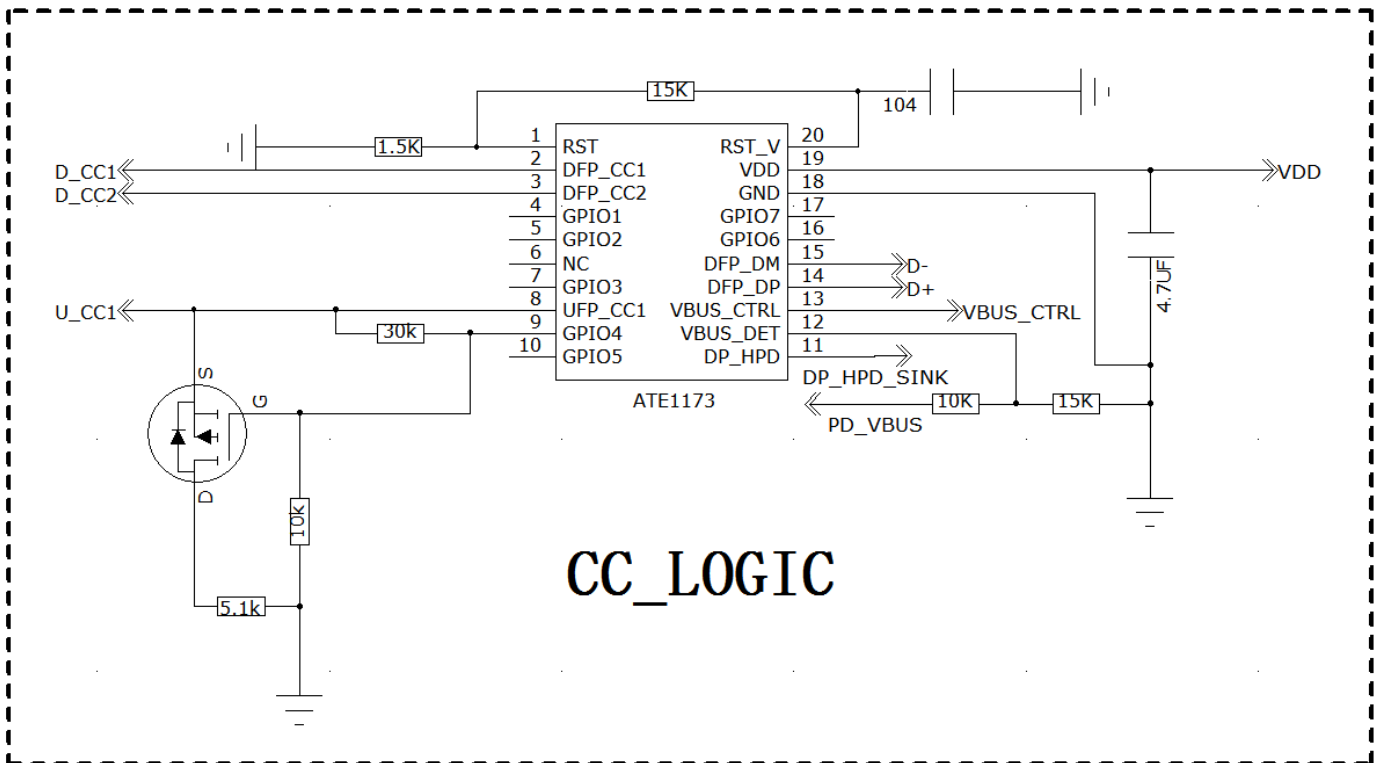 15K
104
1.5K
1 RST RST_V 20
D_CC1 2 DFP_CC1 VDD 19 VDD
D_CC2 3 DFP_CC2 GND 18
4 GPIO1 GPIO7 17
5 GPIO2 GPIO6 16
6 NC DFP_DM 15 D-
7 GPIO3 DFP_DP 14 D+
U_CC1 8 UFP_CC1 VBUS_CTRL 13 VBUS_CTRL
30k 9 GPIO4 VBUS_DET 12
10 GPIO5 DP_HPD 11
4.7UF
DP_HPD_SINK
ATE1173
10K 15K
PD_VBUS
S
G
D
10k
5.1k
CC_LOGIC